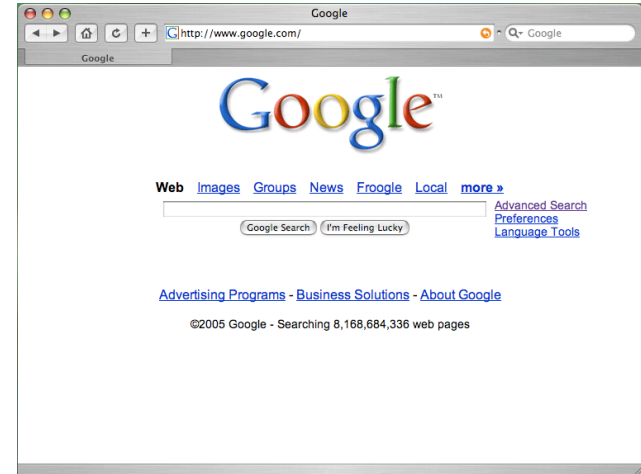 Google
G http://www.google.com/ Google
Google
Google™
Web Images Groups News Froogle Local more »
Advanced Search
Preferences
Language Tools
Google Search I'm Feeling Lucky
Advertising Programs - Business Solutions - About Google
©2005 Google - Searching 8,168,684,336 web pages